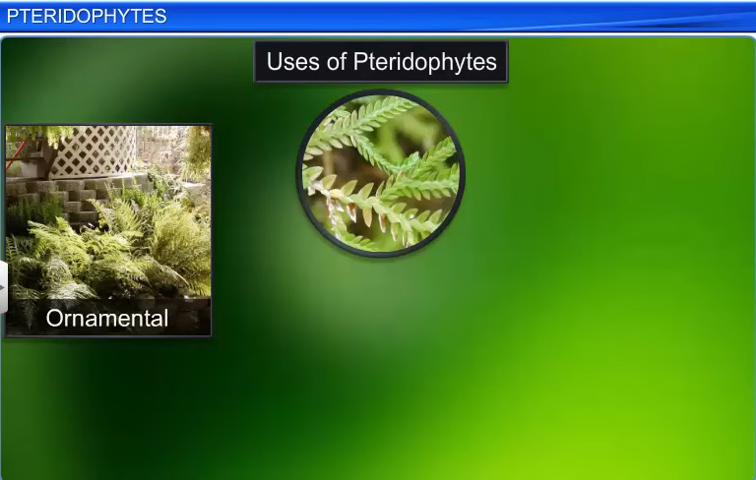 PTERIDOPHYTES
Uses of Pteridophytes
Ornamental